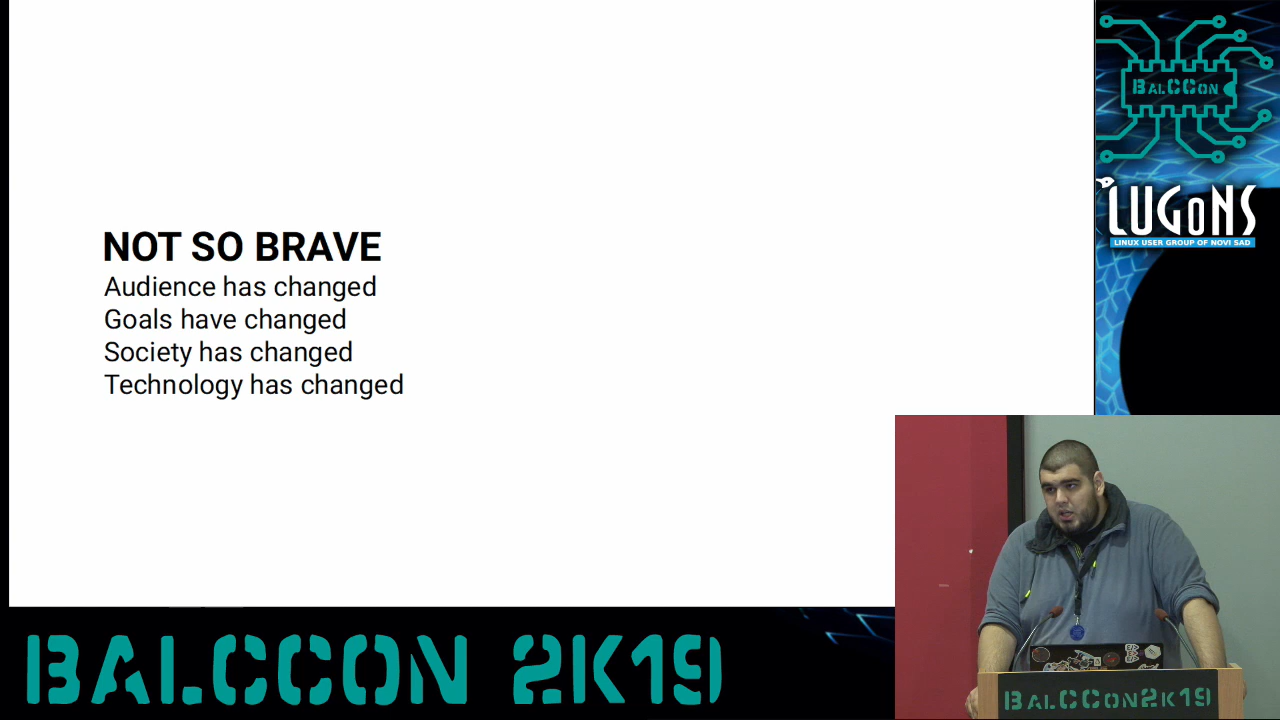 NOT SO BRAVE
Audience has changed
Goals have changed
Society has changed
Technology has changed
BALCCON
LUGONS
LINUX USER GROUP OF NOVI SAD
BALCCON 2K19
BALCCON2K19